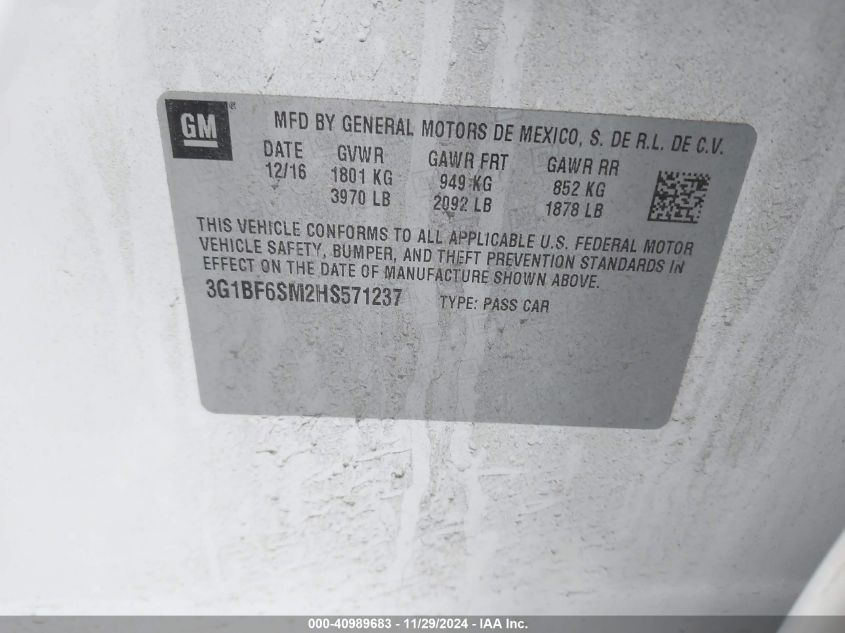 GM ®
MFD BY GENERAL MOTORS DE MEXICO, S. DE R.L. DE C.V.
DATE GVWR GAWR FRT GAWR RR
12/16 1801 KG 949 KG 852 KG
3970 LB 2092 LB 1878 LB
THIS VEHICLE CONFORMS TO ALL APPLICABLE U.S. FEDERAL MOTOR
VEHICLE SAFETY, BUMPER, AND THEFT PREVENTION STANDARDS IN
EFFECT ON THE DATE OF MANUFACTURE SHOWN ABOVE.
3G1BF6SM2HS571237 TYPE: PASS CAR
000-40989683 - 11/29/2024 - IAA Inc.